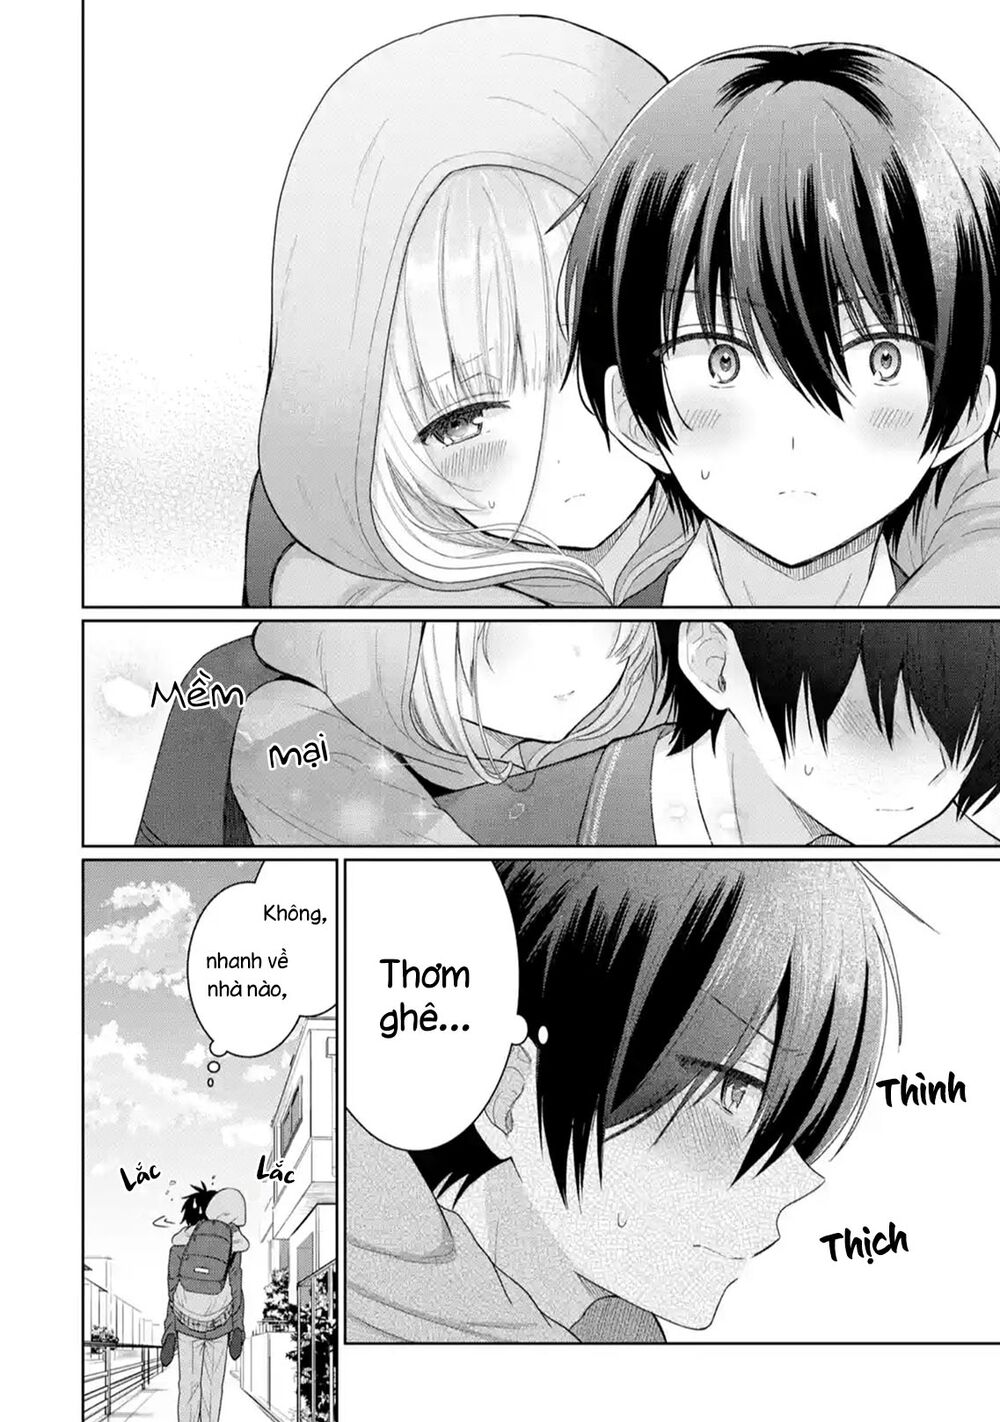 Mềm
mại
Thơm
ghê...
Thình
Thịch
Không,
nhanh về
nhà nào,
Lắc
Lắc